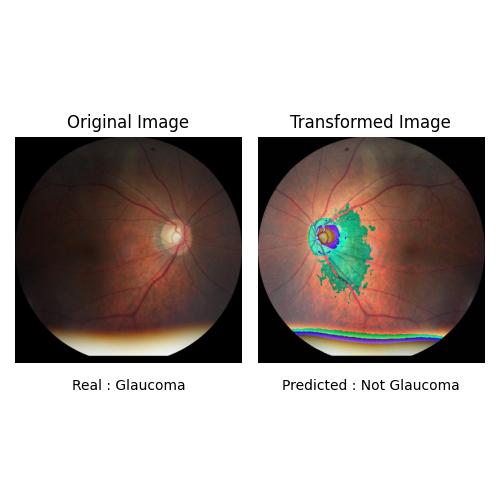 Original Image
Transformed Image
Real : Glaucoma
Predicted : Not Glaucoma